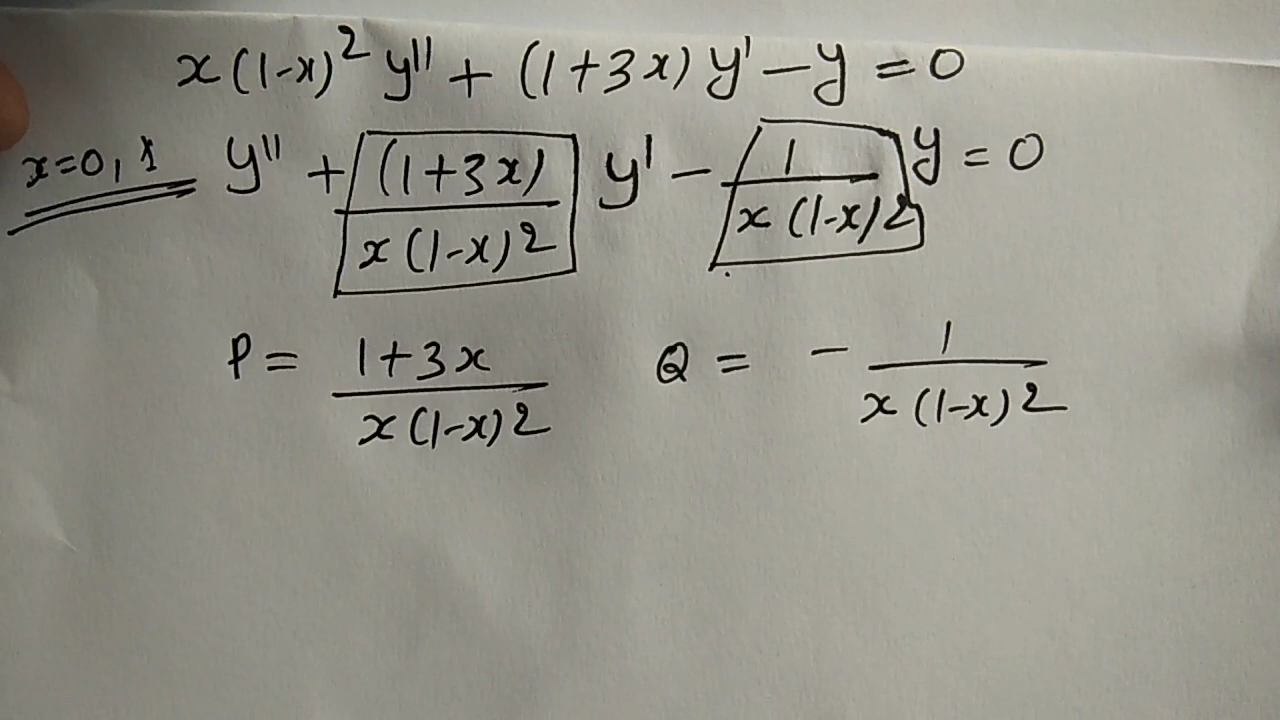 x(1-x)² y'' + (1+3x) y' - y = 0
x=0, 1 y'' + (1+3x)/x(1-x)2 y' - 1/x(1-x)2 y = 0
P = 1+3x/x(1-x)2 Q = - 1/x(1-x)2